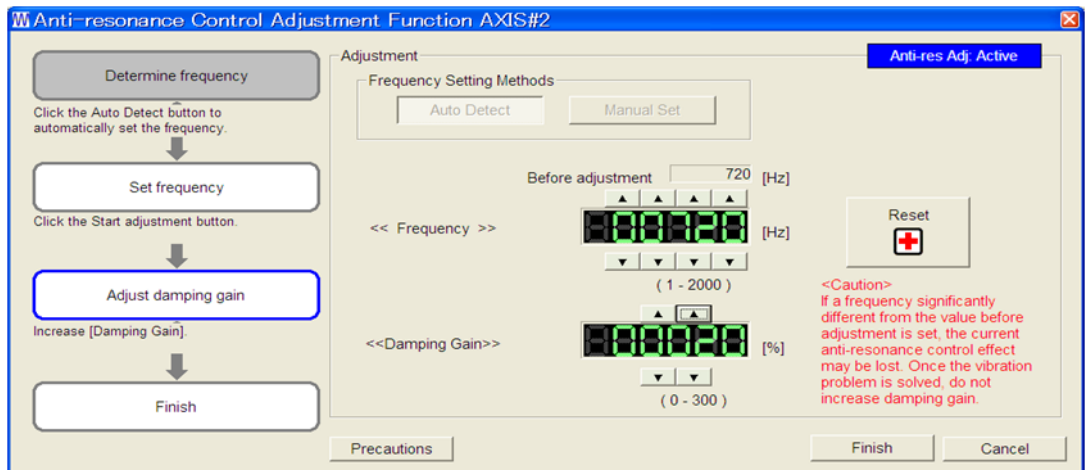 Anti-resonance Control Adjustment Function AXIS#2
Determine frequency
Click the Auto Detect button to
automatically set the frequency.
Set frequency
Click the Start adjustment button.
Adjust damping gain
Increase [Damping Gain].
Finish
Adjustment
Anti-res Adj: Active
Frequency Setting Methods
Auto Detect
Manual Set
Before adjustment 720 [Hz]
<< Frequency >> 00720 [Hz]
( 1 - 2000 )
<<Damping Gain>> 00020 [%]
( 0 - 300 )
Reset
<Caution>
If a frequency significantly
different from the value before
adjustment is set, the current
anti-resonance control effect
may be lost. Once the vibration
problem is solved, do not
increase damping gain.
Precautions
Finish
Cancel